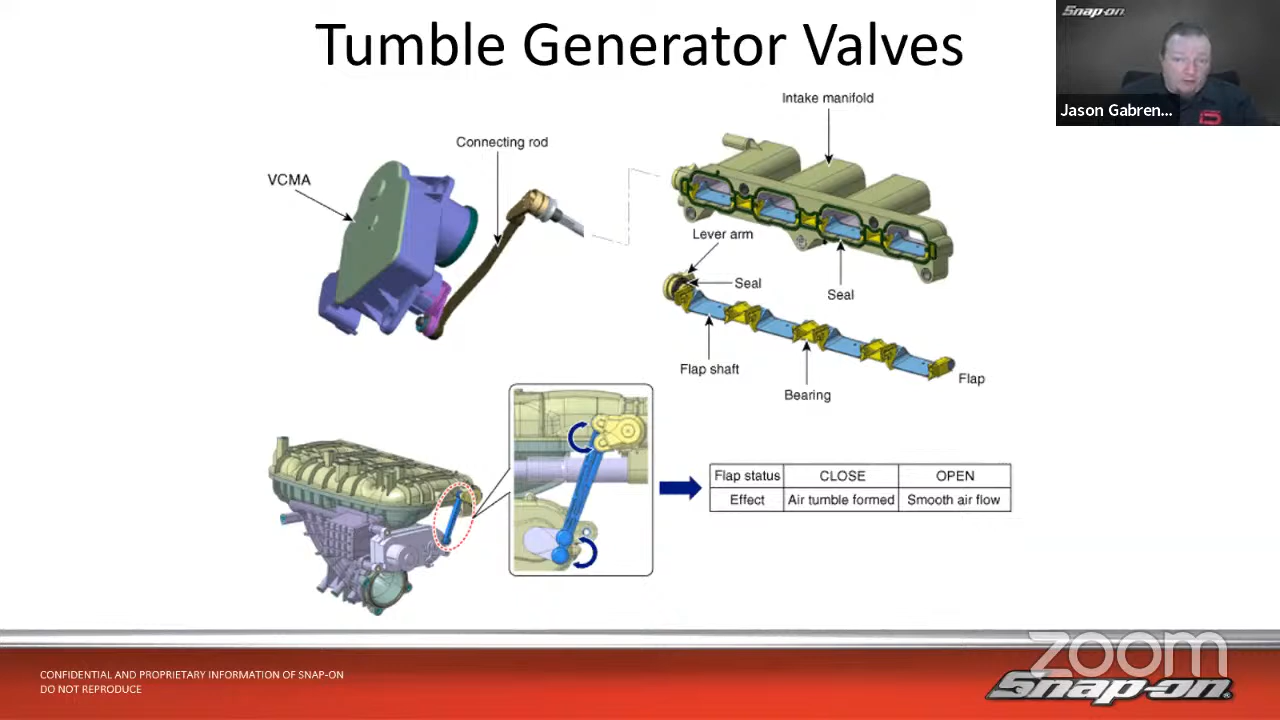 Tumble Generator Valves
Snap-on
Jason Gabren...
Intake manifold
Connecting rod
VCMA
Lever arm
Seal
Seal
Flap shaft
Bearing
Flap
Flap status CLOSE OPEN
Effect Air tumble formed Smooth air flow
CONFIDENTIAL AND PROPRIETARY INFORMATION OF SNAP-ON
DO NOT REPRODUCE
zoom
Snap-on